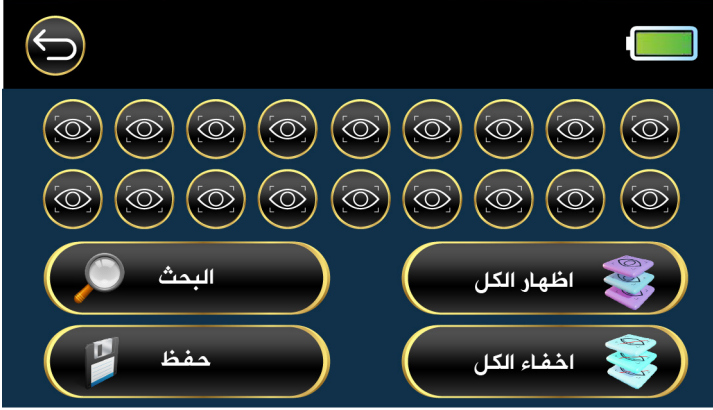 اظهار الكل
البحث
اخفاء الكل
حفظ